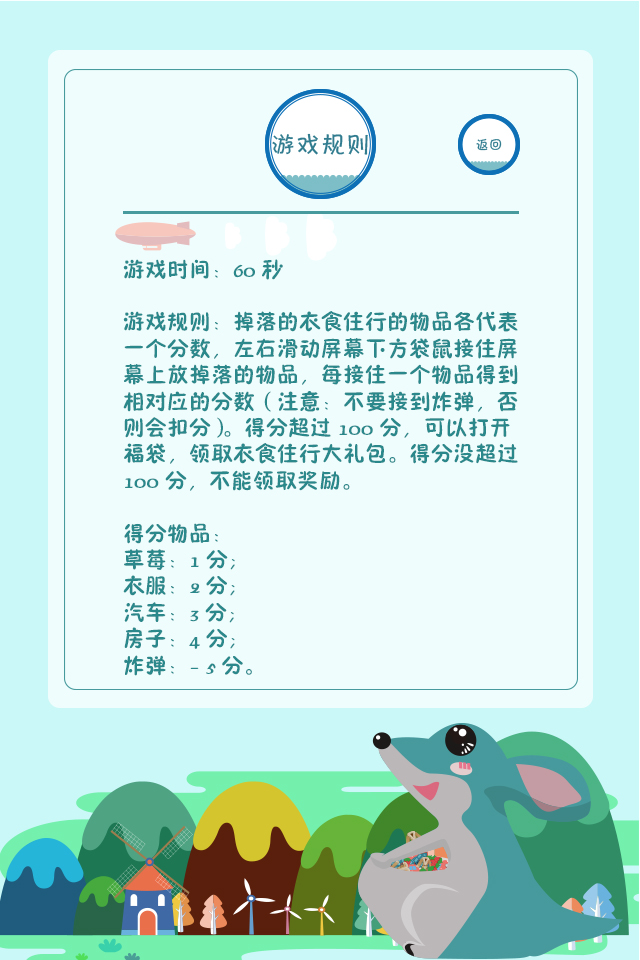 游戏规则
返回
游戏时间：60 秒
游戏规则：掉落的衣食住行的物品各代表
一个分数，左右滑动屏幕下方袋鼠接住屏
幕上放掉落的物品，每接住一个物品得到
相对应的分数（注意：不要接到炸弹，否
则会扣分）。得分超过 100 分，可以打开
福袋，领取衣食住行大礼包。得分没超过
100 分，不能领取奖励。
得分物品：
草莓：1 分；
衣服：2 分；
汽车：3 分；
房子：4 分；
炸弹：- 5 分。